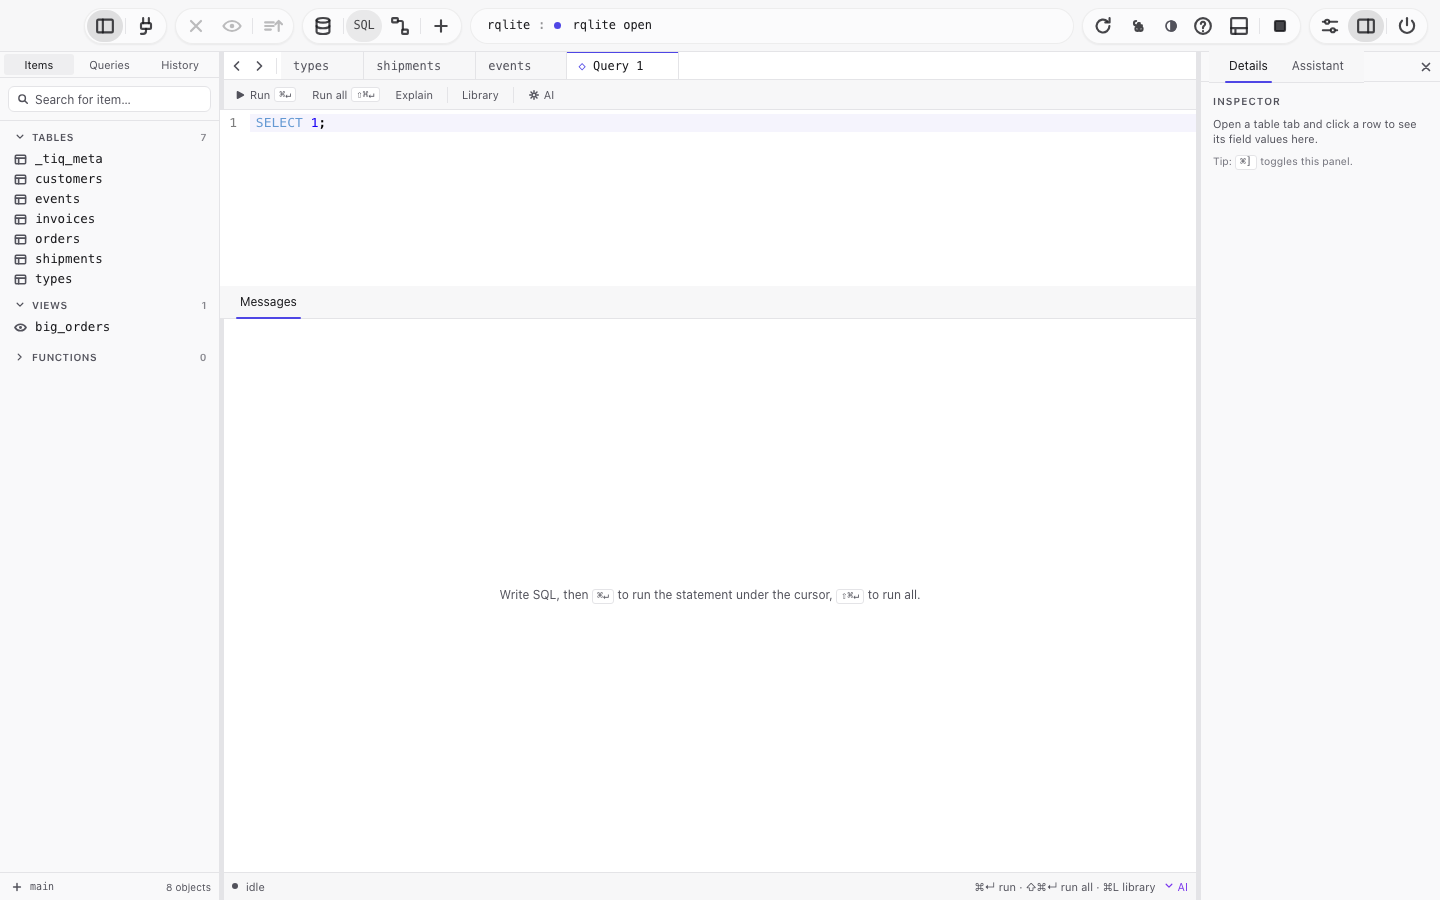 SQL
rqlite : rqlite open
Items Queries History
types shipments events Query 1
Details Assistant
Search for item...
Run ⌘↵ Run all ⇧⌘↵ Explain Library AI
INSPECTOR
1 SELECT 1;
Open a table tab and click a row to see
its field values here.
Tip: ⌘] toggles this panel.
TABLES 7
_tiq_meta
customers
events
invoices
orders
shipments
types
VIEWS 1
big_orders
FUNCTIONS 0
Messages
Write SQL, then ⌘↵ to run the statement under the cursor, ⇧⌘↵ to run all.
main 8 objects
idle
⌘↵ run · ⇧⌘↵ run all · ⌘L library AI